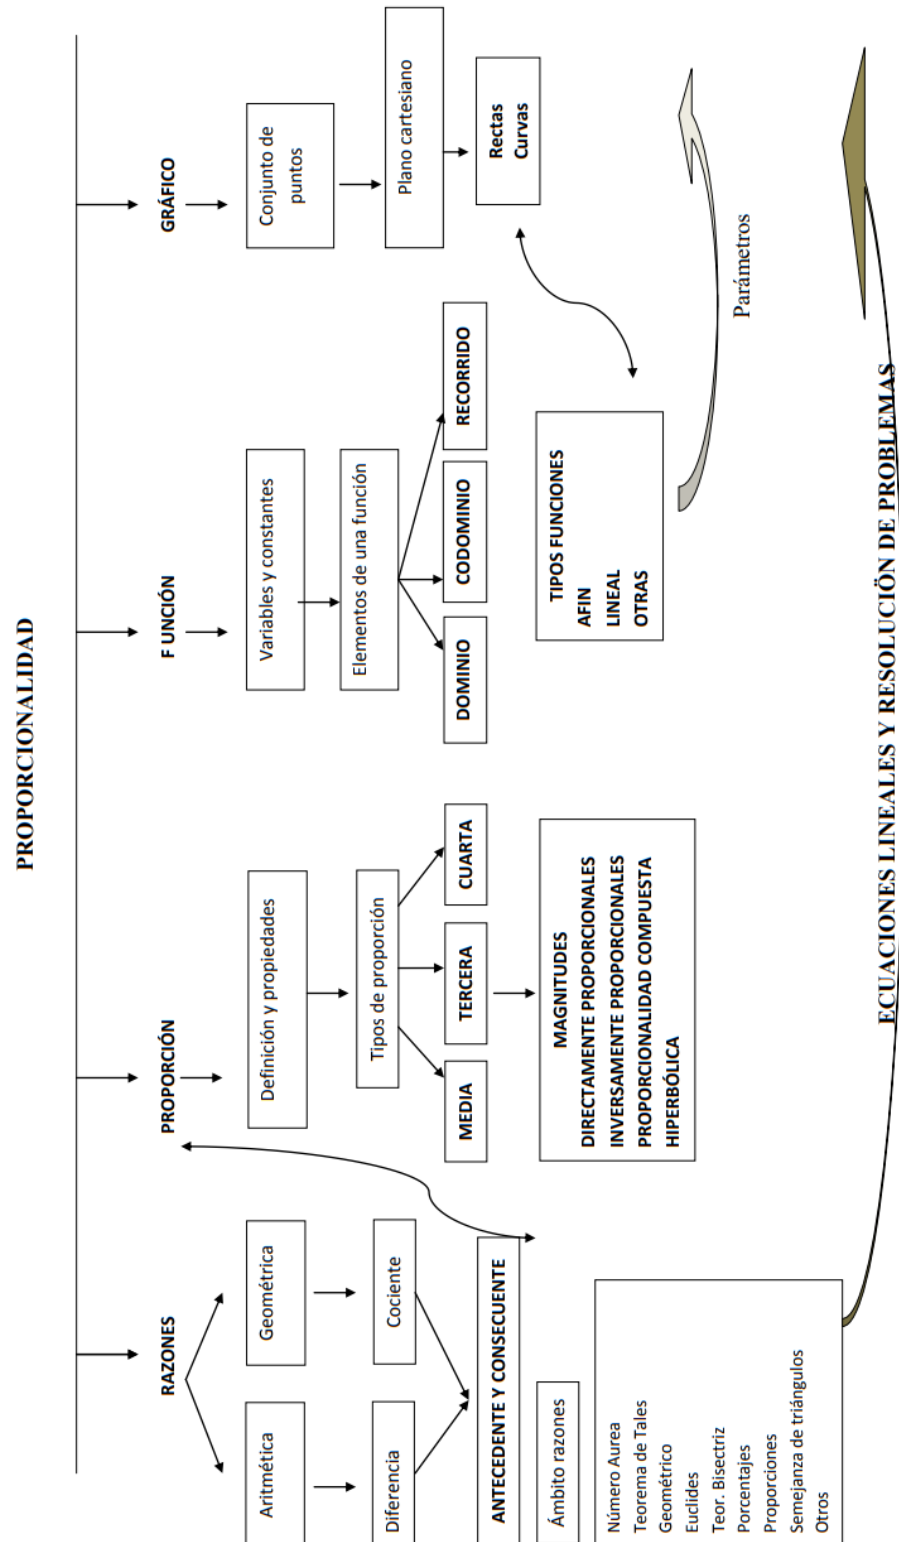 PROPORCIONALIDAD
RAZONES
Aritmética
Geométrica
Diferencia
Cociente
ANTECEDENTE Y CONSECUENTE
Ámbito razones
Número Aurea
Teorema de Tales
Geométrico
Euclides
Teor. Bisectriz
Porcentajes
Proporciones
Semejanza de triángulos
Otros
PROPORCIÓN
Definición y propiedades
Tipos de proporción
MEDIA
TERCERA
CUARTA
MAGNITUDES
DIRECTAMENTE PROPORCIONALES
INVERSAMENTE PROPORCIONALES
PROPORCIONALIDAD COMPUESTA
HIPERBÓLICA
F UNCIÓN
Variables y constantes
Elementos de una función
DOMINIO
CODOMINIO
RECORRIDO
TIPOS FUNCIONES
AFIN
LINEAL
OTRAS
GRÁFICO
Conjunto de
puntos
Plano cartesiano
Rectas
Curvas
Parámetros
ECUACIONES LINEALES Y RESOLUCIÖN DE PROBLEMAS